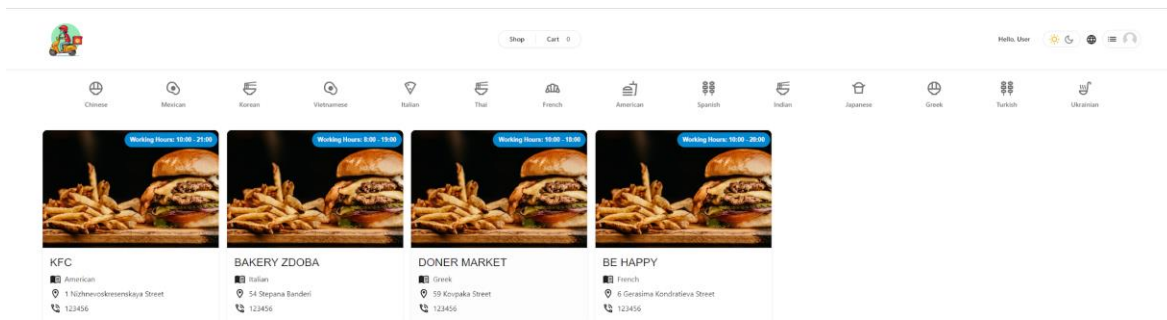 Shop Cart 0
Hello, User
Chinese Mexican Korean Vietnamese Italian Thai French American Spanish Indian Japanese Greek Turkish Ukrainian
Working Hours: 10:00 - 21:00
Working Hours: 8:00 - 19:00
Working Hours: 10:00 - 18:00
Working Hours: 10:00 - 20:00
KFC
American
1 Nizhnevoskresenskaya Street
123456
BAKERY ZDOBA
Italian
54 Stepana Banderi
123456
DONER MARKET
Greek
59 Kovpaka Street
123456
BE HAPPY
French
6 Gerasima Kondratieva Street
123456